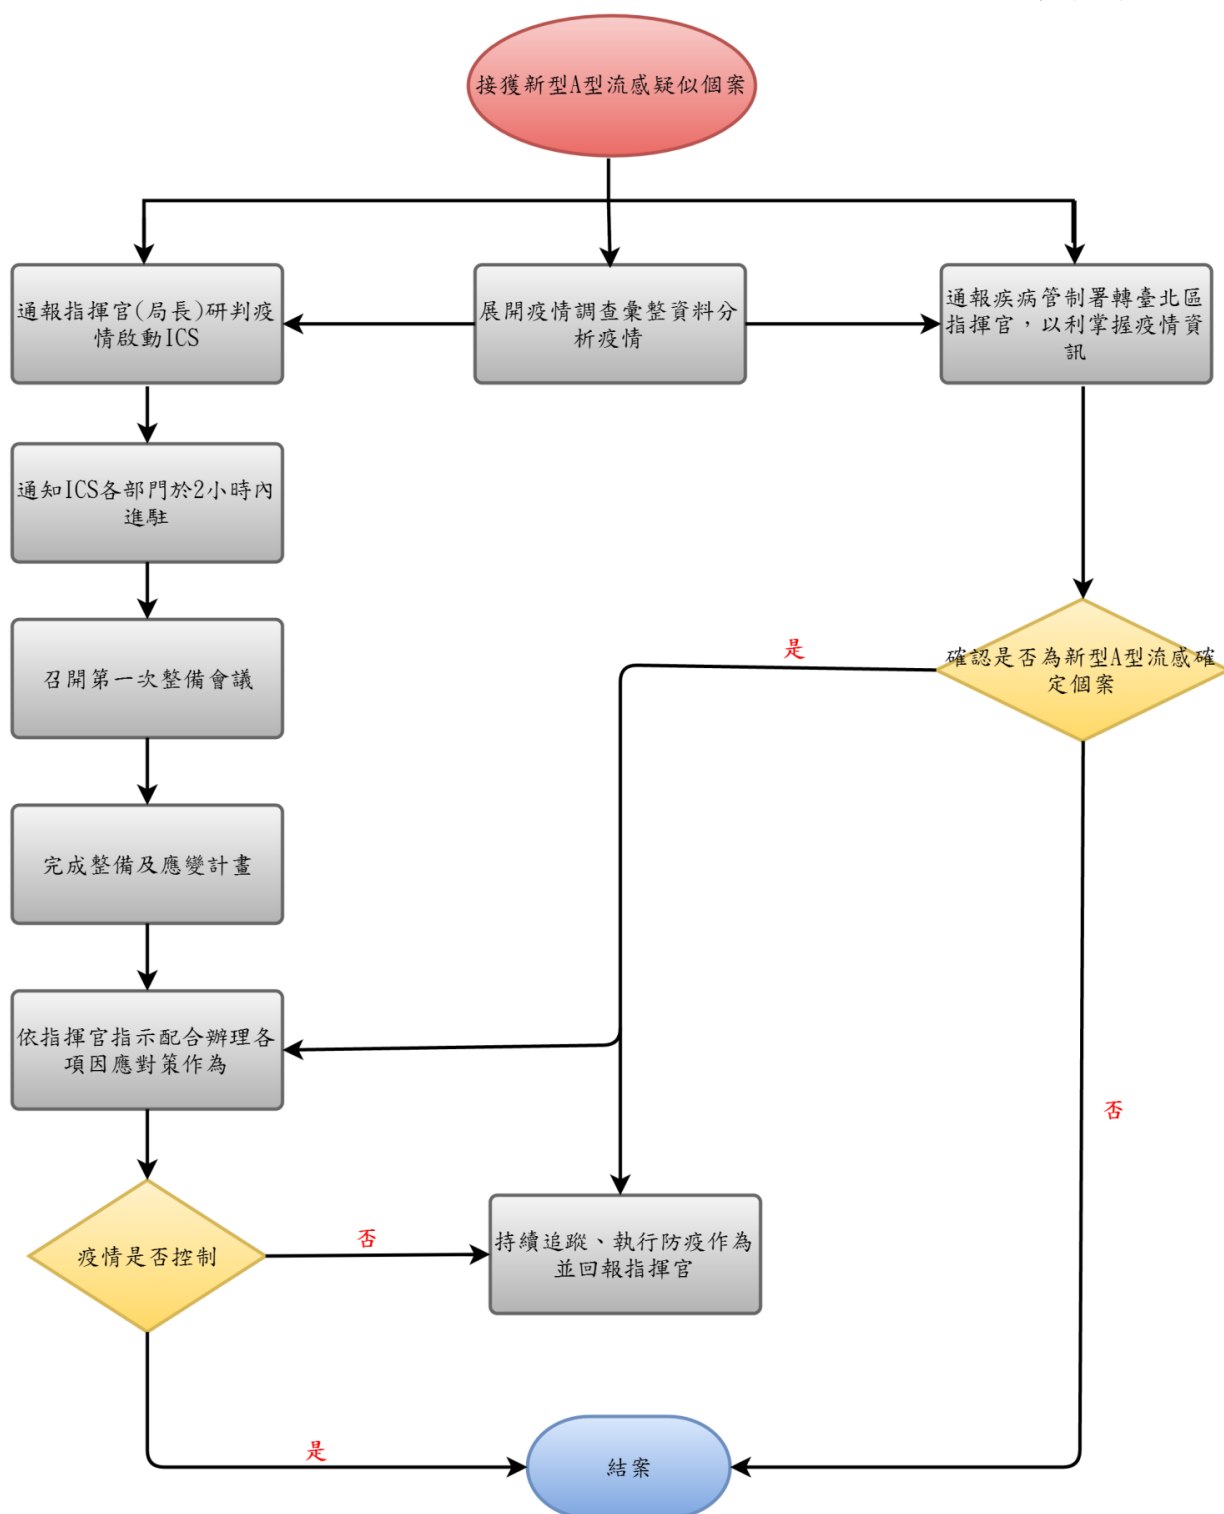 接獲新型A型流感疑似個案
通報指揮官(局長)研判疫
情啟動ICS
展開疫情調查彙整資料分
析疫情
通報疾病管制署轉臺北區
指揮官，以利掌握疫情資
訊
通知ICS各部門於2小時內
進駐
召開第一次整備會議
是
確認是否為新型A型流感確
定個案
完成整備及應變計畫
依指揮官指示配合辦理各
項因應對策作為
否
疫情是否控制
否
持續追蹤、執行防疫作為
並回報指揮官
是
結案